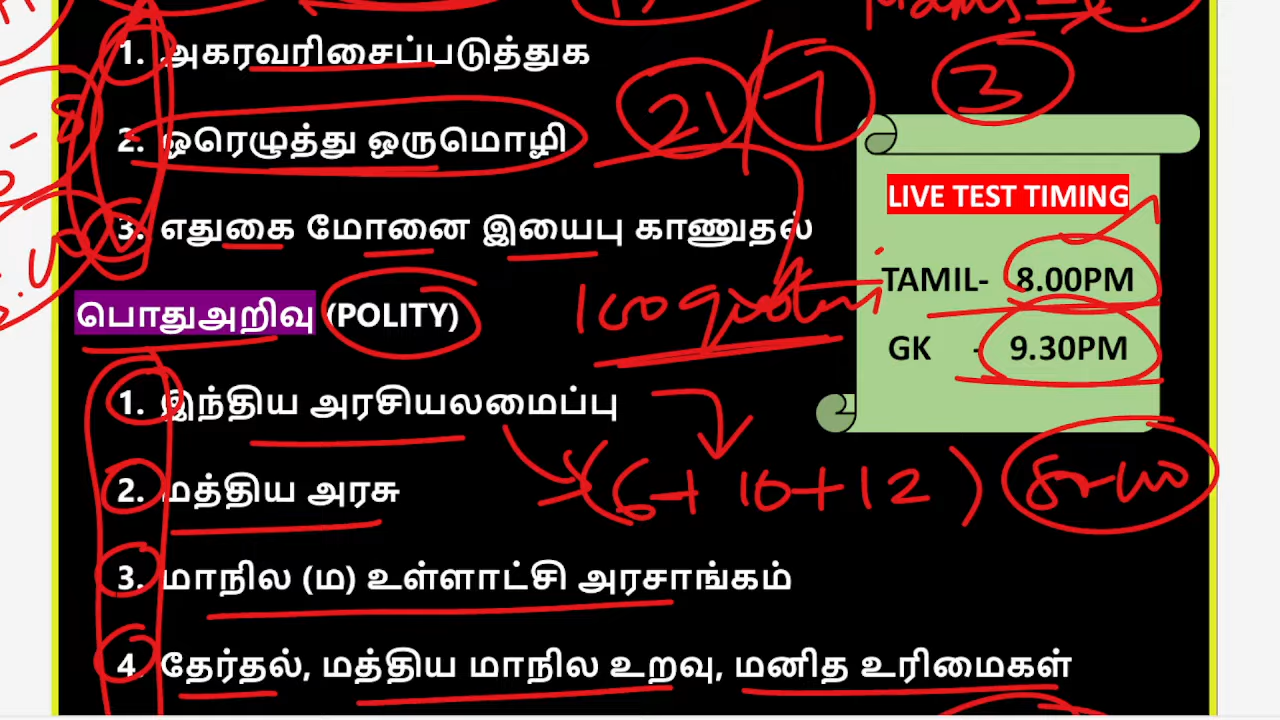 1. அகரவரிசைப்படுத்துக
2. ஓரெழுத்து ஒருமொழி
21 / 7
3
3. எதுகை மோனை இயைபு காணுதல்
LIVE TEST TIMING
TAMIL- 8.00PM
GK - 9.30PM
பொதுஅறிவு (POLITY)
100
1. இந்திய அரசியலமைப்பு
2. மத்திய அரசு
(6+10+12)
3. மாநில (ம) உள்ளாட்சி அரசாங்கம்
4. தேர்தல், மத்திய மாநில உறவு, மனித உரிமைகள்